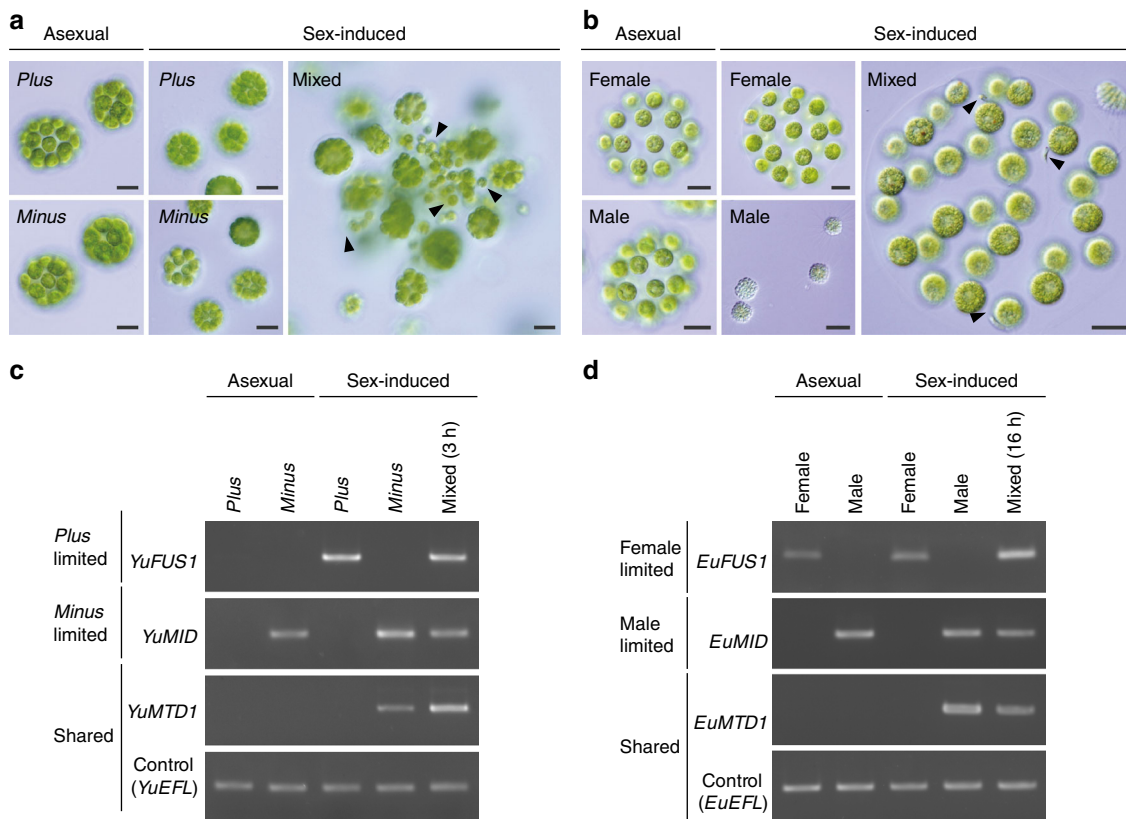 a
Asexual
Sex-induced
Plus
Plus
Mixed
Minus
Minus
b
Asexual
Sex-induced
Female
Female
Mixed
Male
Male
c
Asexual
Sex-induced
Plus
Minus
Plus
Minus
Mixed (3 h)
Plus
limited
YuFUS1
Minus
limited
YuMID
Shared
YuMTD1
Control
(YuEFL)
d
Asexual
Sex-induced
Female
Male
Female
Male
Mixed (16 h)
Female
limited
EuFUS1
Male
limited
EuMID
Shared
EuMTD1
Control
(EuEFL)